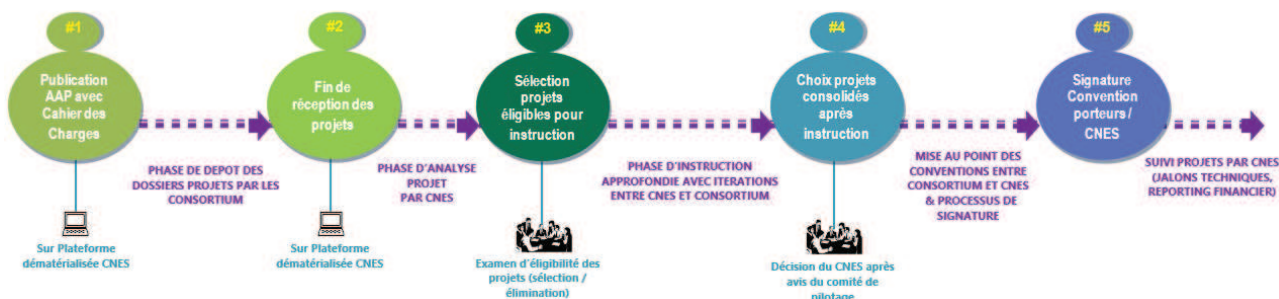 #1
Publication
AAP avec
Cahier des
Charges
PHASE DE DEPOT DES
DOSSIERS PROJETS PAR LES
CONSORTIUM
Sur Plateforme
dématérialisée CNES
#2
Fin de
réception des
projets
PHASE D'ANALYSE
PROJET
PAR CNES
Sur Plateforme
dématérialisée CNES
#3
Sélection
projets
éligibles pour
instruction
PHASE D'INSTRUCTION
APPROFONDIE AVEC ITERATIONS
ENTRE CNES ET CONSORTIUM
Examen d'éligibilité des
projets (sélection /
élimination)
#4
Choix projets
consolidés
après
instruction
MISE AU POINT DES
CONVENTIONS ENTRE
CONSORTIUM ET CNES
& PROCESSUS DE
SIGNATURE
Décision du CNES après
avis du comité de
pilotage
#5
Signature
Convention
porteurs /
CNES
SUIVI PROJETS PAR CNES
(JALONS TECHNIQUES,
REPORTING FINANCIER)